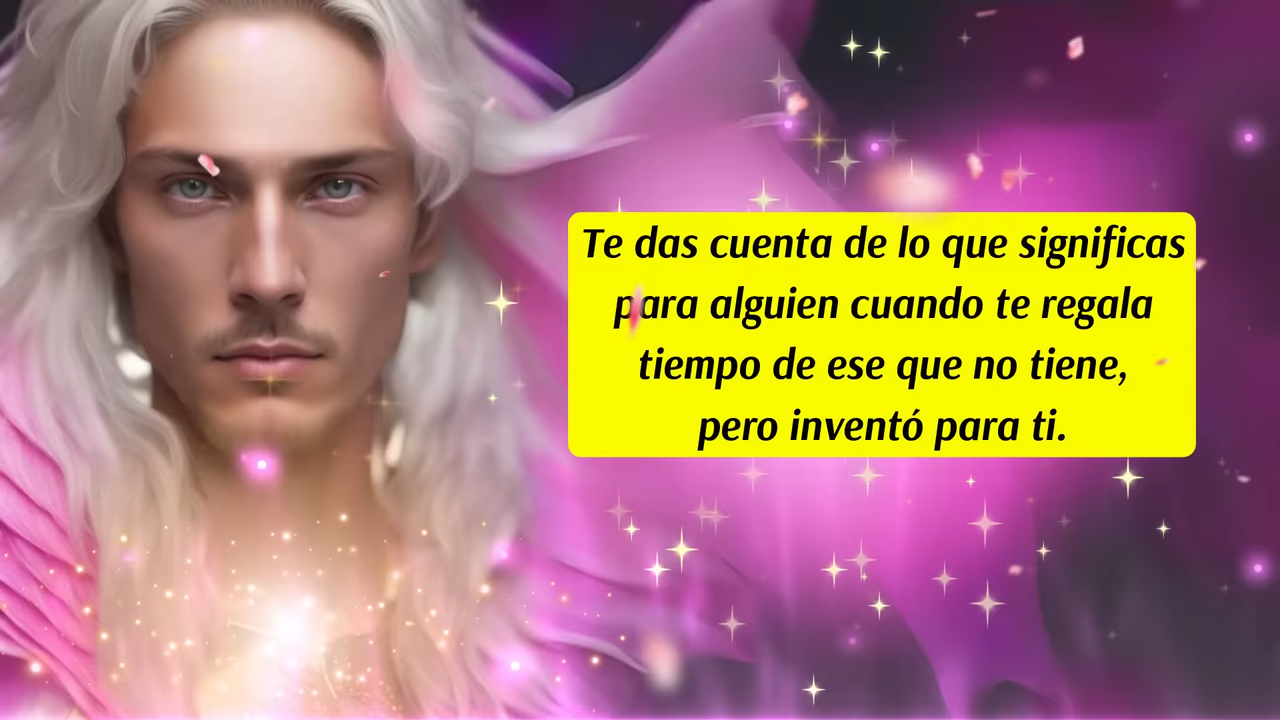 Te das cuenta de lo que significas
para alguien cuando te regala
tiempo de ese que no tiene,
pero inventó para ti.